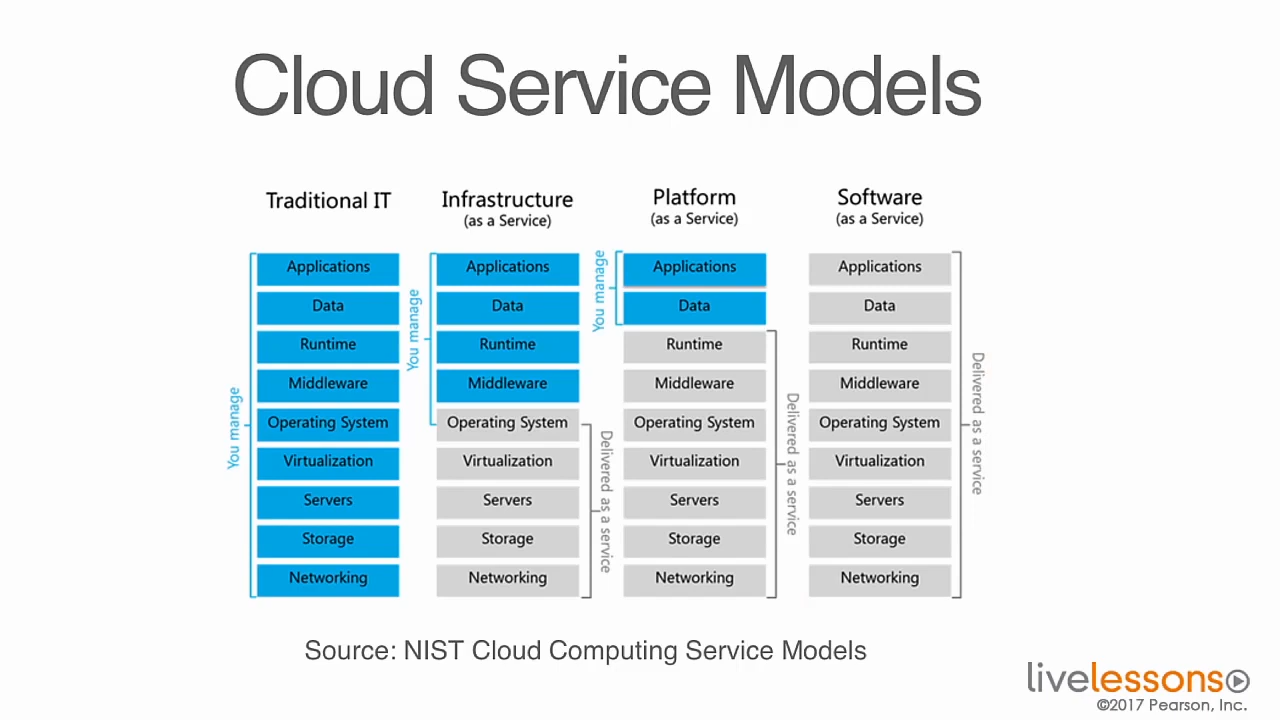 Cloud Service Models
Traditional IT
Infrastructure
(as a Service)
Platform
(as a Service)
Software
(as a Service)
You manage
Applications
Data
Runtime
Middleware
Operating System
Virtualization
Servers
Storage
Networking
You manage
Applications
Data
Runtime
Middleware
Operating System
Virtualization
Servers
Storage
Networking
Delivered as a service
You manage
Applications
Data
Runtime
Middleware
Operating System
Virtualization
Servers
Storage
Networking
Delivered as a service
Applications
Data
Runtime
Middleware
Operating System
Virtualization
Servers
Storage
Networking
Delivered as a service
Source: NIST Cloud Computing Service Models
livelessons
©2017 Pearson, Inc.